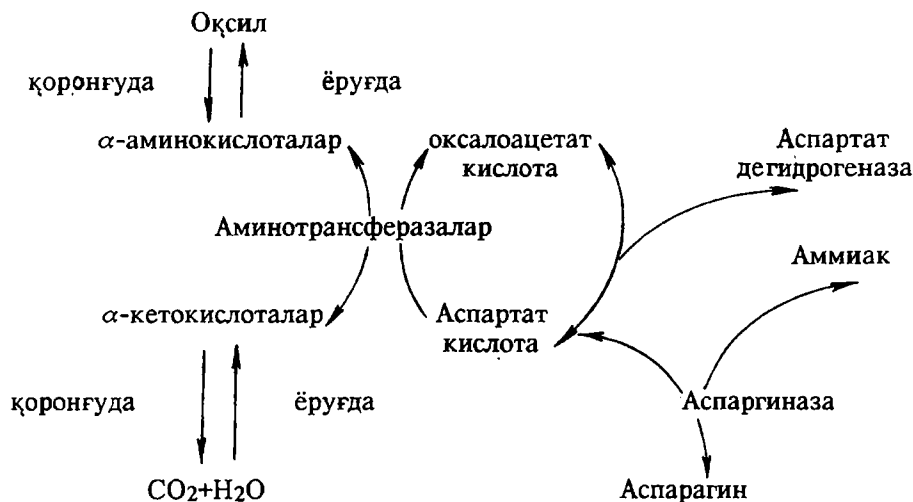 Оқсил
қоронғуда ёруғда
α-аминокислоталар оксалоацетат кислота
Аспартат дегидрогеназа
Аминотрансферазалар
Аммиак
α-кетокислоталар Аспартат кислота
қоронғуда ёруғда
Аспаргиназа
CO2+H2O
Аспарагин